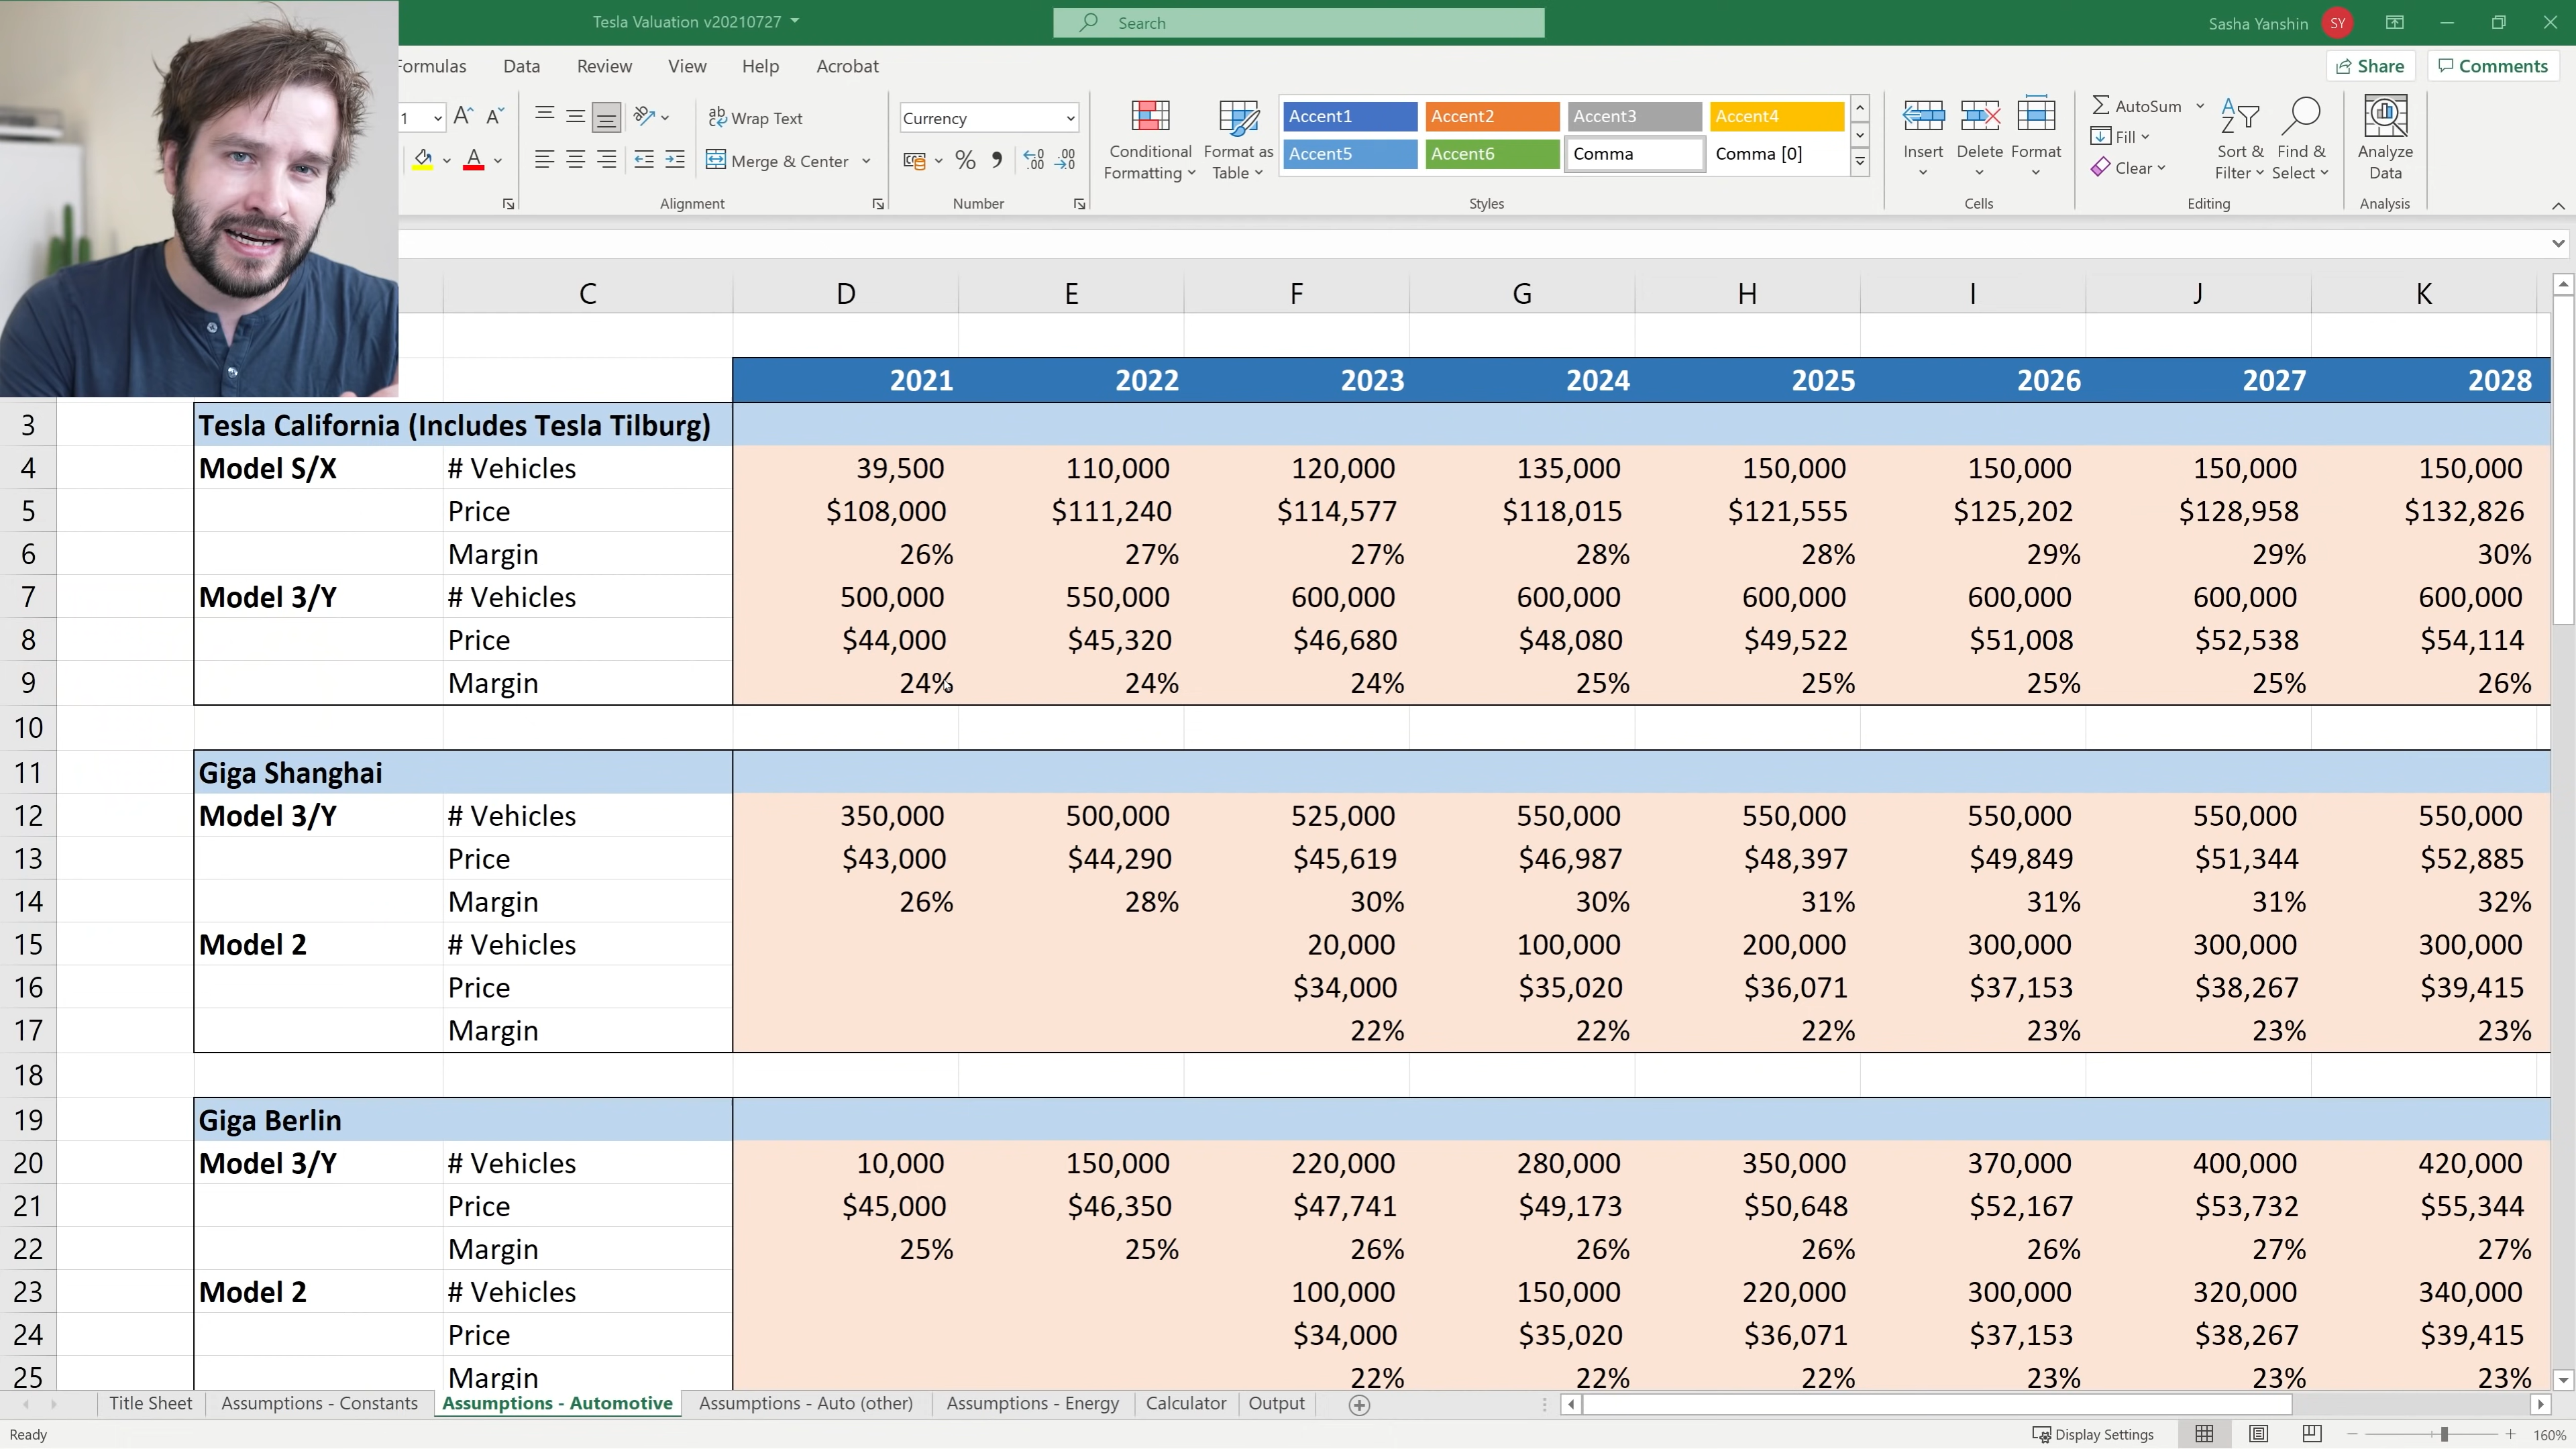 Tesla Valuation v20210727
Search
Sasha Yanshin
SY
Formulas Data Review View Help Acrobat
Share
Comments
1
Wrap Text
Currency
Conditional Formatting
Format as Table
Accent1 Accent2 Accent3 Accent4
Accent5 Accent6 Comma Comma [0]
Insert Delete Format
AutoSum
Fill
Clear
Sort & Filter
Find & Select
Analyze Data
Merge & Center
Alignment Number Styles Cells Editing Analysis
C D E F G H I J K
2021 2022 2023 2024 2025 2026 2027 2028
3 Tesla California (Includes Tesla Tilburg)
4 Model S/X # Vehicles 39,500 110,000 120,000 135,000 150,000 150,000 150,000 150,000
5 Price $108,000 $111,240 $114,577 $118,015 $121,555 $125,202 $128,958 $132,826
6 Margin 26% 27% 27% 28% 28% 29% 29% 30%
7 Model 3/Y # Vehicles 500,000 550,000 600,000 600,000 600,000 600,000 600,000 600,000
8 Price $44,000 $45,320 $46,680 $48,080 $49,522 $51,008 $52,538 $54,114
9 Margin 24% 24% 24% 25% 25% 25% 25% 26%
10
11 Giga Shanghai
12 Model 3/Y # Vehicles 350,000 500,000 525,000 550,000 550,000 550,000 550,000 550,000
13 Price $43,000 $44,290 $45,619 $46,987 $48,397 $49,849 $51,344 $52,885
14 Margin 26% 28% 30% 30% 31% 31% 31% 32%
15 Model 2 # Vehicles 20,000 100,000 200,000 300,000 300,000 300,000
16 Price $34,000 $35,020 $36,071 $37,153 $38,267 $39,415
17 Margin 22% 22% 22% 23% 23% 23%
18
19 Giga Berlin
20 Model 3/Y # Vehicles 10,000 150,000 220,000 280,000 350,000 370,000 400,000 420,000
21 Price $45,000 $46,350 $47,741 $49,173 $50,648 $52,167 $53,732 $55,344
22 Margin 25% 25% 26% 26% 26% 26% 27% 27%
23 Model 2 # Vehicles 100,000 150,000 220,000 300,000 320,000 340,000
24 Price $34,000 $35,020 $36,071 $37,153 $38,267 $39,415
25 Margin 22% 22% 22% 23% 23% 23%
Title Sheet Assumptions - Constants Assumptions - Automotive Assumptions - Auto (other) Assumptions - Energy Calculator Output
Ready
Display Settings
160%